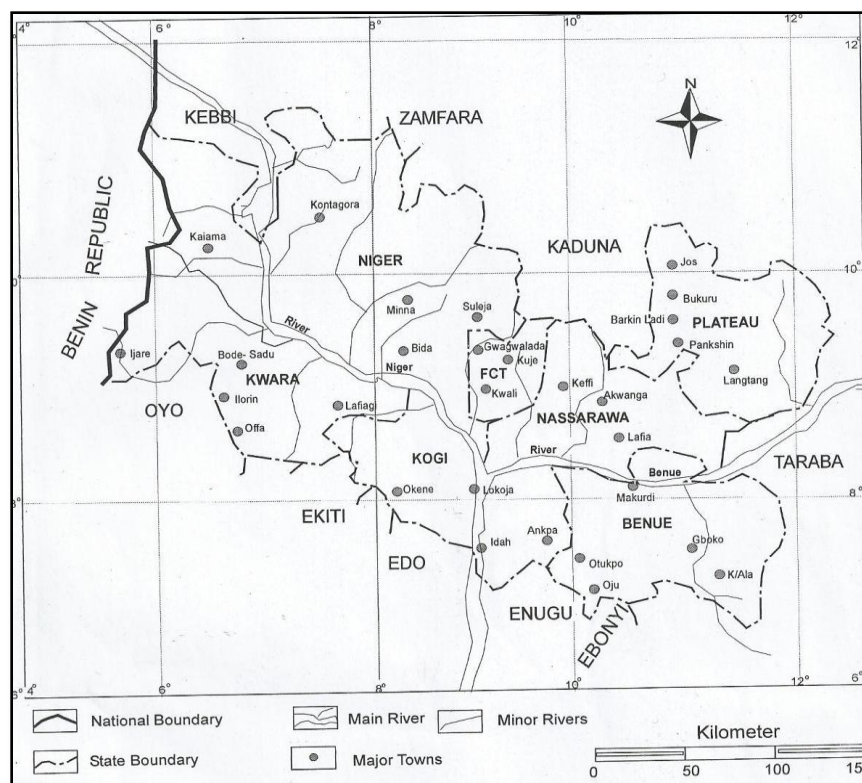 4° 6° 8° 10° 12°
N
KEBBI
ZAMFARA
BENIN REPUBLIC
Kontagora
Kaiama
KADUNA
NIGER
Jos
10° 10°
Bukuru
Minna
Suleja
Barkin Ladi
PLATEAU
River
Pankshin
Ijare
Bida
Gwagwalada
Kuje
Bode- Sadu
Niger
FCT
Langtang
KWARA
Kwali
Keffi
Akwanga
Ilorin
Lafiagi
NASSARAWA
OYO
Offa
Lafia
KOGI
River
Benue
TARABA
8° 8°
Okene
Lokoja
Makurdi
EKITI
BENUE
Ankpa
Idah
Gboko
EDO
Otukpo
K/Ala
Oju
ENUGU
EBONYI
6° 4° 6° 8° 10° 12° 6°
National Boundary
Main River
Minor Rivers
Kilometer
State Boundary
Major Towns
0 50 100 15